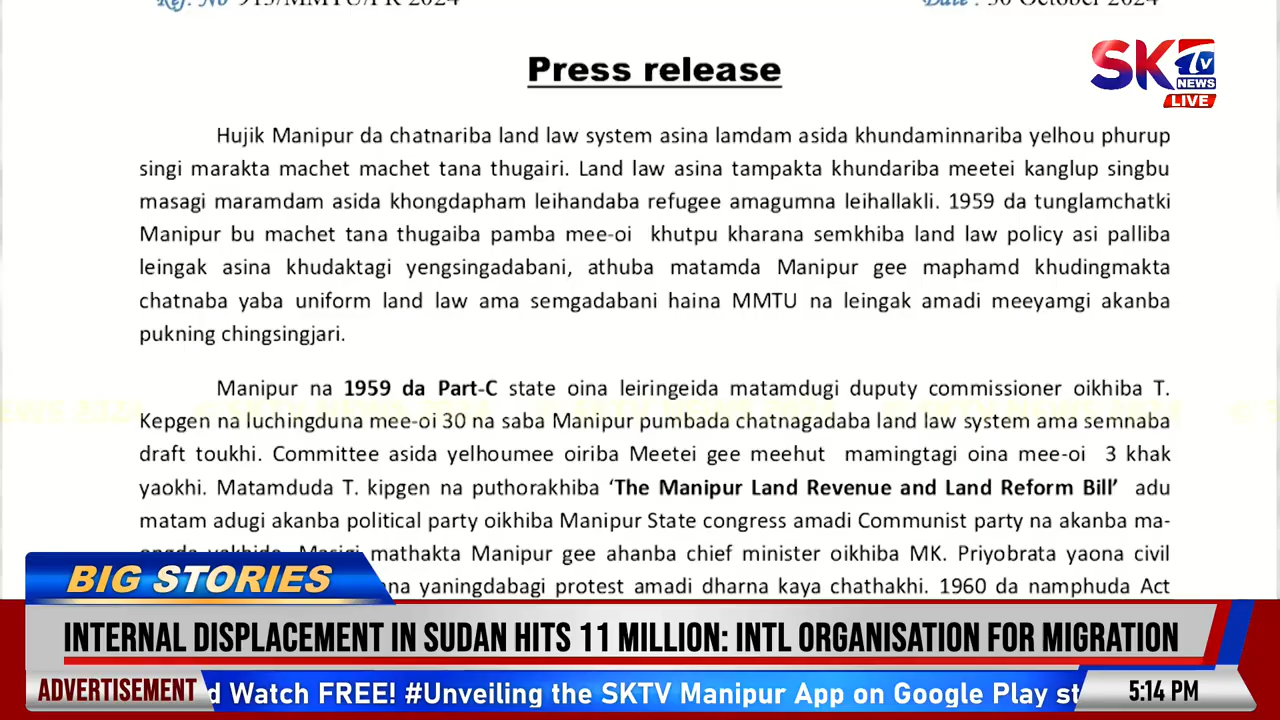 Ref. No 913/MMTU/PR-2024 Date : 30 October 2024
Press release
SK TV
NEWS
LIVE
Hujik Manipur da chatnariba land law system asina lamdam asida khundaminnariba yelhou phurup
singi marakta machet machet tana thugairi. Land law asina tampakta khundariba meetei kanglup singbu
masagi maramdam asida khongdapham leihandaba refugee amagumna leihallakli. 1959 da tunglamchatki
Manipur bu machet tana thugaiba pamba mee-oi khutpu kharana semkhiba land law policy asi palliba
leingak asina khudaktagi yengsingadabani, athuba matamda Manipur gee maphamd khudingmakta
chatnaba yaba uniform land law ama semgadabani haina MMTU na leingak amadi meeyamgi akanba
pukning chingsingjari.
Manipur na 1959 da Part-C state oina leiringeida matamdugi duputy commissioner oikhiba T.
Kepgen na luchingduna mee-oi 30 na saba Manipur pumbada chatnagadaba land law system ama semnaba
draft toukhi. Committee asida yelhoumee oiriba Meetei gee meehut mamingtagi oina mee-oi 3 khak
yaokhi. Matamduda T. kipgen na puthorakhiba ‘The Manipur Land Revenue and Land Reform Bill’ adu
matam adugi akanba political party oikhiba Manipur State congress amadi Communist party na akanba ma-
mathakta Manipur gee ahanba chief minister oikhiba MK. Priyobrata yaona civil
yaningdabagi protest amadi dharna kaya chathakhi. 1960 da namphuda Act
BIG STORIES
INTERNAL DISPLACEMENT IN SUDAN HITS 11 MILLION: INTL ORGANISATION FOR MIGRATION
ADVERTISEMENT d Watch FREE! #Unveiling the SKTV Manipur App on Google Play st 5:14 PM